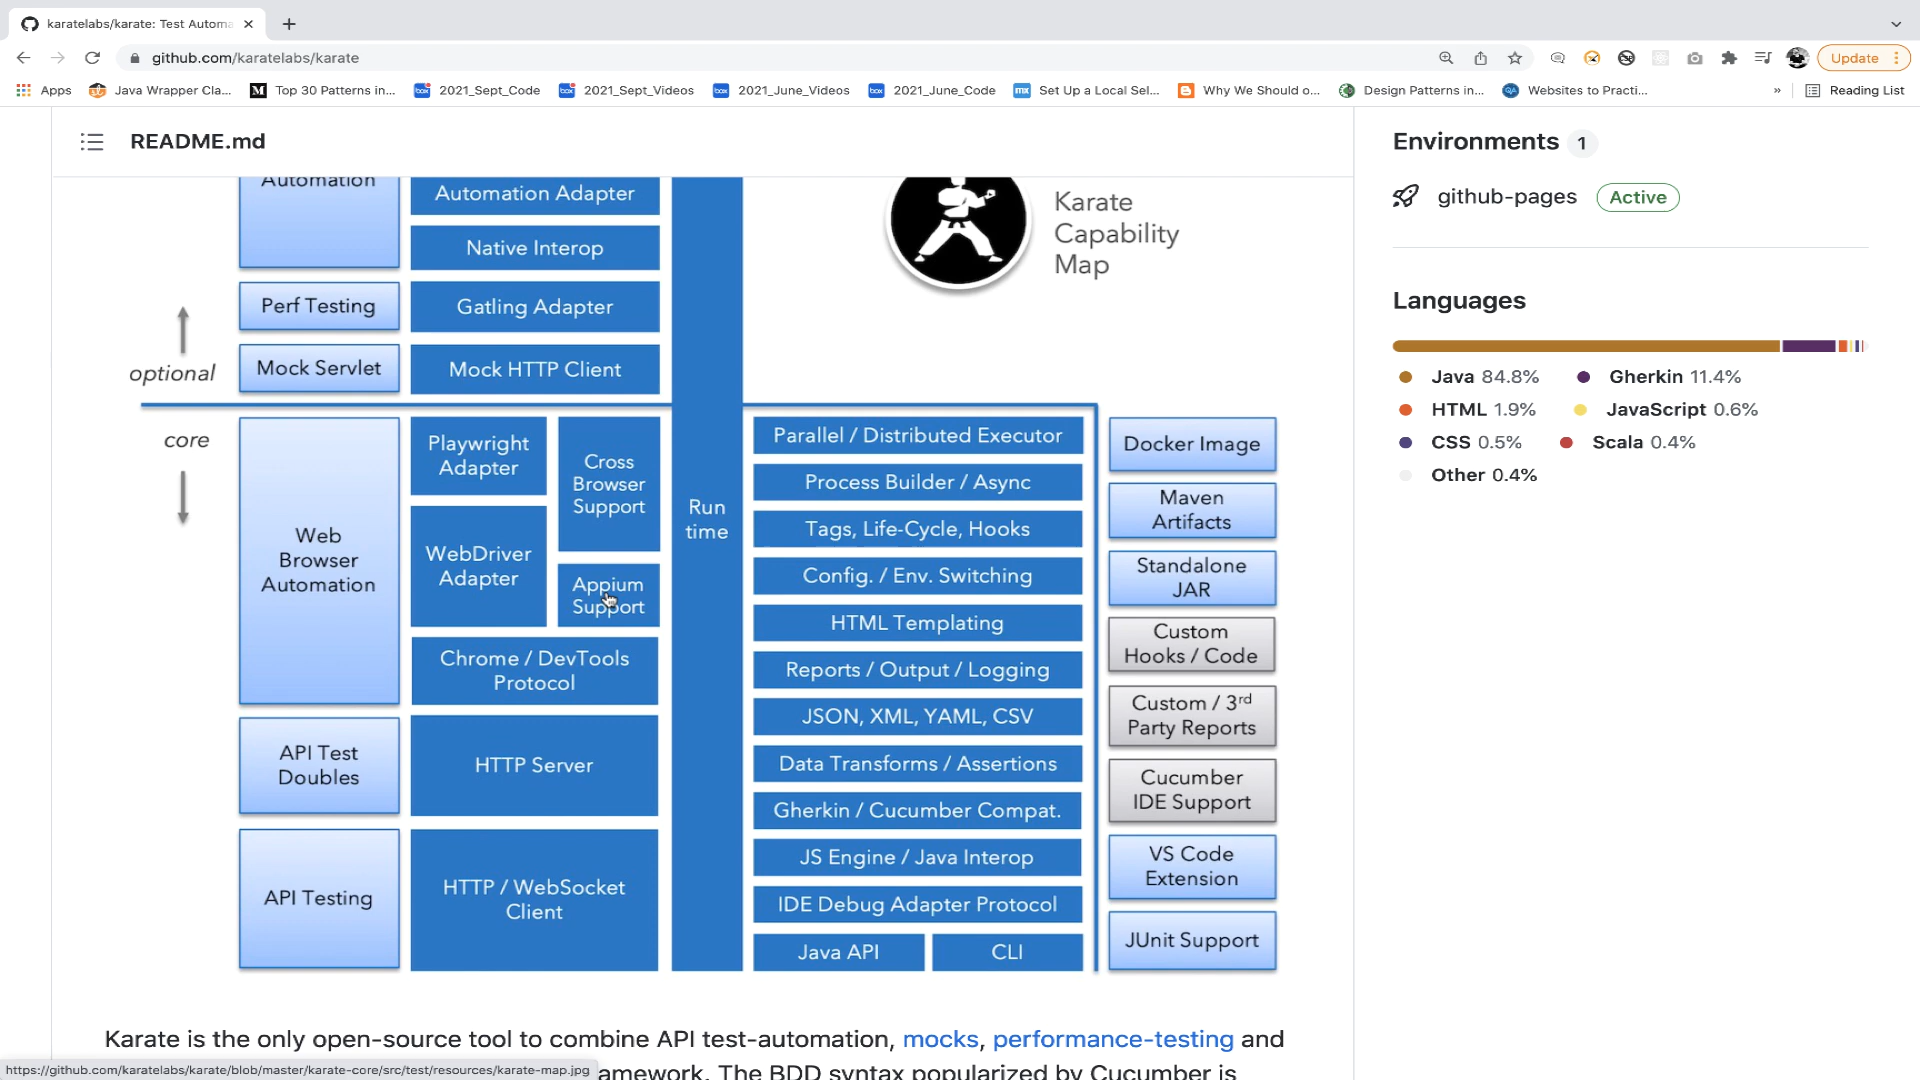 karatelabs/karate: Test Automa
github.com/karatelabs/karate
Update
Apps
Java Wrapper Cla...
Top 30 Patterns in...
2021_Sept_Code
2021_Sept_Videos
2021_June_Videos
2021_June_Code
Set Up a Local Sel...
Why We Should o...
Design Patterns in...
Websites to Practi...
»
Reading List
README.md
Automation
Automation Adapter
Native Interop
Perf Testing
Gatling Adapter
optional
Mock Servlet
Mock HTTP Client
Karate
Capability
Map
core
Web
Browser
Automation
Playwright
Adapter
Cross
Browser
Support
WebDriver
Adapter
Appium
Support
Chrome / DevTools
Protocol
API Test
Doubles
HTTP Server
API Testing
HTTP / WebSocket
Client
Run
time
Parallel / Distributed Executor
Process Builder / Async
Tags, Life-Cycle, Hooks
Config. / Env. Switching
HTML Templating
Reports / Output / Logging
JSON, XML, YAML, CSV
Data Transforms / Assertions
Gherkin / Cucumber Compat.
JS Engine / Java Interop
IDE Debug Adapter Protocol
Java API
CLI
Docker Image
Maven
Artifacts
Standalone
JAR
Custom
Hooks / Code
Custom / 3rd
Party Reports
Cucumber
IDE Support
VS Code
Extension
JUnit Support
Karate is the only open-source tool to combine API test-automation, mocks, performance-testing and
amework. The BDD syntax popularized by Cucumber is
https://github.com/karatelabs/karate/blob/master/karate-core/src/test/resources/karate-map.jpg
Environments 1
github-pages Active
Languages
Java 84.8% Gherkin 11.4%
HTML 1.9% JavaScript 0.6%
CSS 0.5% Scala 0.4%
Other 0.4%